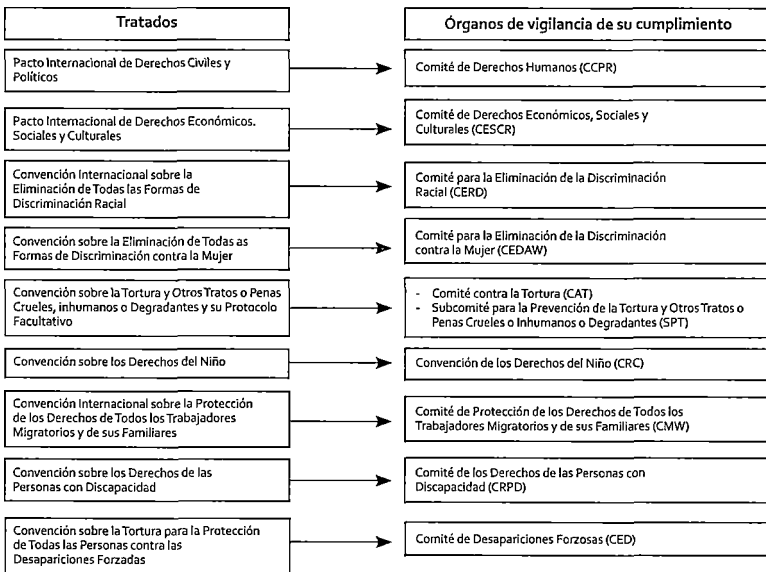 Tratados
Órganos de vigilancia de su cumplimiento
Pacto Internacional de Derechos Civiles y
Políticos
Comité de Derechos Humanos (CCPR)
Pacto Internacional de Derechos Económicos.
Sociales y Culturales
Comité de Derechos Económicos, Sociales y
Culturales (CESCR)
Convención Internacional sobre la
Eliminación de Todas las Formas de
Discriminación Racial
Comité para la Eliminación de la Discriminación
Racial (CERD)
Convención sobre la Eliminación de Todas as
Formas de Discriminación contra la Mujer
Comité para la Eliminación de la Discriminación
contra la Mujer (CEDAW)
Convención sobre la Tortura y Otros Tratos o Penas
Crueles, inhumanos o Degradantes y su Protocolo
Facultativo
- Comité contra la Tortura (CAT)
- Subcomité para la Prevención de la Tortura y Otros Tratos o
Penas Crueles o Inhumanos o Degradantes (SPT)
Convención sobre los Derechos del Niño
Convención de los Derechos del Niño (CRC)
Convención Internacional sobre la Protección
de los Derechos de Todos los Trabajadores
Migratorios y de sus Familiares
Comité de Protección de los Derechos de Todos los
Trabajadores Migratorios y de sus Familiares (CMW)
Convención sobre los Derechos de las
Personas con Discapacidad
Comité de los Derechos de las Personas con
Discapacidad (CRPD)
Convención sobre la Tortura para la Protección
de Todas las Personas contra las
Desapariciones Forzadas
Comité de Desapariciones Forzosas (CED)